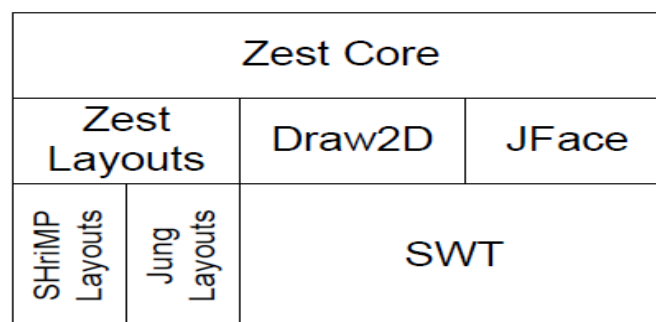 Zest Core
Zest
Layouts
Draw2D
JFace
SHriMP
Layouts
Jung
Layouts
SWT